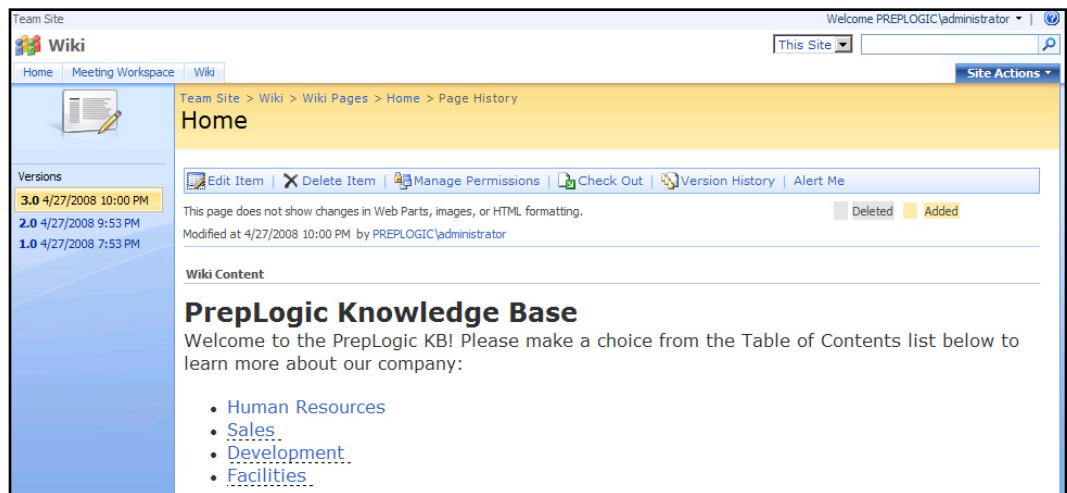 Team Site
Welcome PREPLOGIC\administrator
Wiki
This Site
Home Meeting Workspace Wiki
Site Actions
Team Site > Wiki > Wiki Pages > Home > Page History
Home
Versions
3.0 4/27/2008 10:00 PM
2.0 4/27/2008 9:53 PM
1.0 4/27/2008 7:53 PM
Edit Item | Delete Item | Manage Permissions | Check Out | Version History | Alert Me
This page does not show changes in Web Parts, images, or HTML formatting.
Deleted Added
Modified at 4/27/2008 10:00 PM by PREPLOGIC\administrator
Wiki Content
PrepLogic Knowledge Base
Welcome to the PrepLogic KB! Please make a choice from the Table of Contents list below to
learn more about our company:
• Human Resources
• Sales
• Development
• Facilities